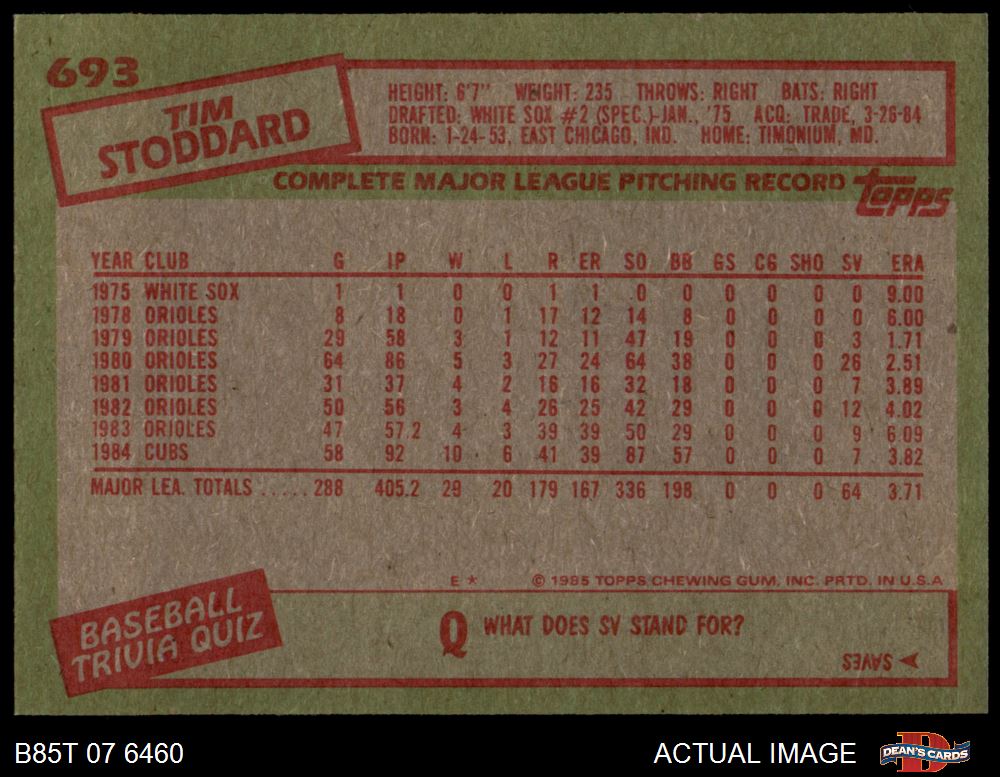 693
TIM
STODDARD
HEIGHT: 6'7" WEIGHT: 235 THROWS: RIGHT BATS: RIGHT
DRAFTED: WHITE SOX #2 (SPEC.)-JAN., '75 ACQ: TRADE, 3-26-84
BORN: 1-24-53, EAST CHICAGO, IND. HOME: TIMONIUM, MD.
COMPLETE MAJOR LEAGUE PITCHING RECORD topps
YEAR CLUB G IP W L R ER SO BB GS CG SHO SV ERA
1975 WHITE SOX 1 1 0 0 1 1 0 0 0 0 0 0 9.00
1978 ORIOLES 8 18 0 1 17 12 14 8 0 0 0 0 6.00
1979 ORIOLES 29 58 3 1 12 11 47 19 0 0 0 3 1.71
1980 ORIOLES 64 86 5 3 27 24 64 38 0 0 0 26 2.51
1981 ORIOLES 31 37 4 2 16 16 32 18 0 0 0 7 3.89
1982 ORIOLES 50 56 3 4 26 25 42 29 0 0 0 12 4.02
1983 ORIOLES 47 57.2 4 3 39 39 50 29 0 0 0 9 6.09
1984 CUBS 58 92 10 6 41 39 87 57 0 0 0 7 3.82
MAJOR LEA. TOTALS ..... 288 405.2 29 20 179 167 336 198 0 0 0 64 3.71
E * © 1985 TOPPS CHEWING GUM, INC. PRTD. IN U.S.A
BASEBALL
TRIVIA QUIZ
Q WHAT DOES SV STAND FOR?
SAVES
B85T 07 6460 ACTUAL IMAGE DEAN'S CARDS